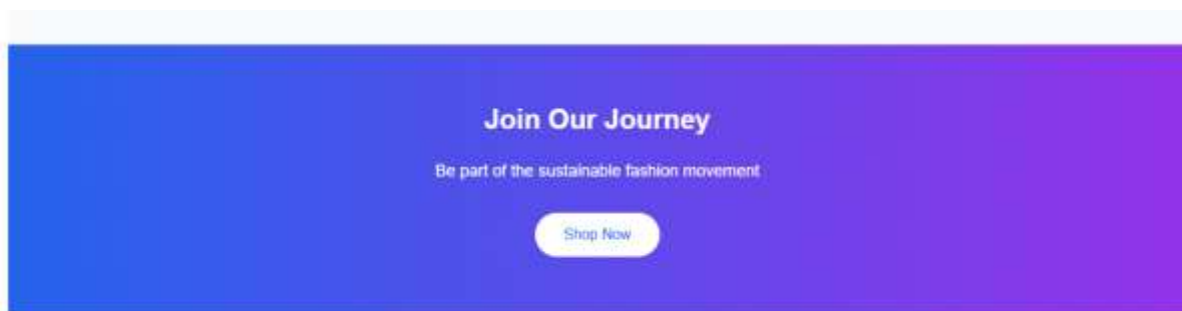 Join Our Journey
Be part of the sustainable fashion movement
Shop Now